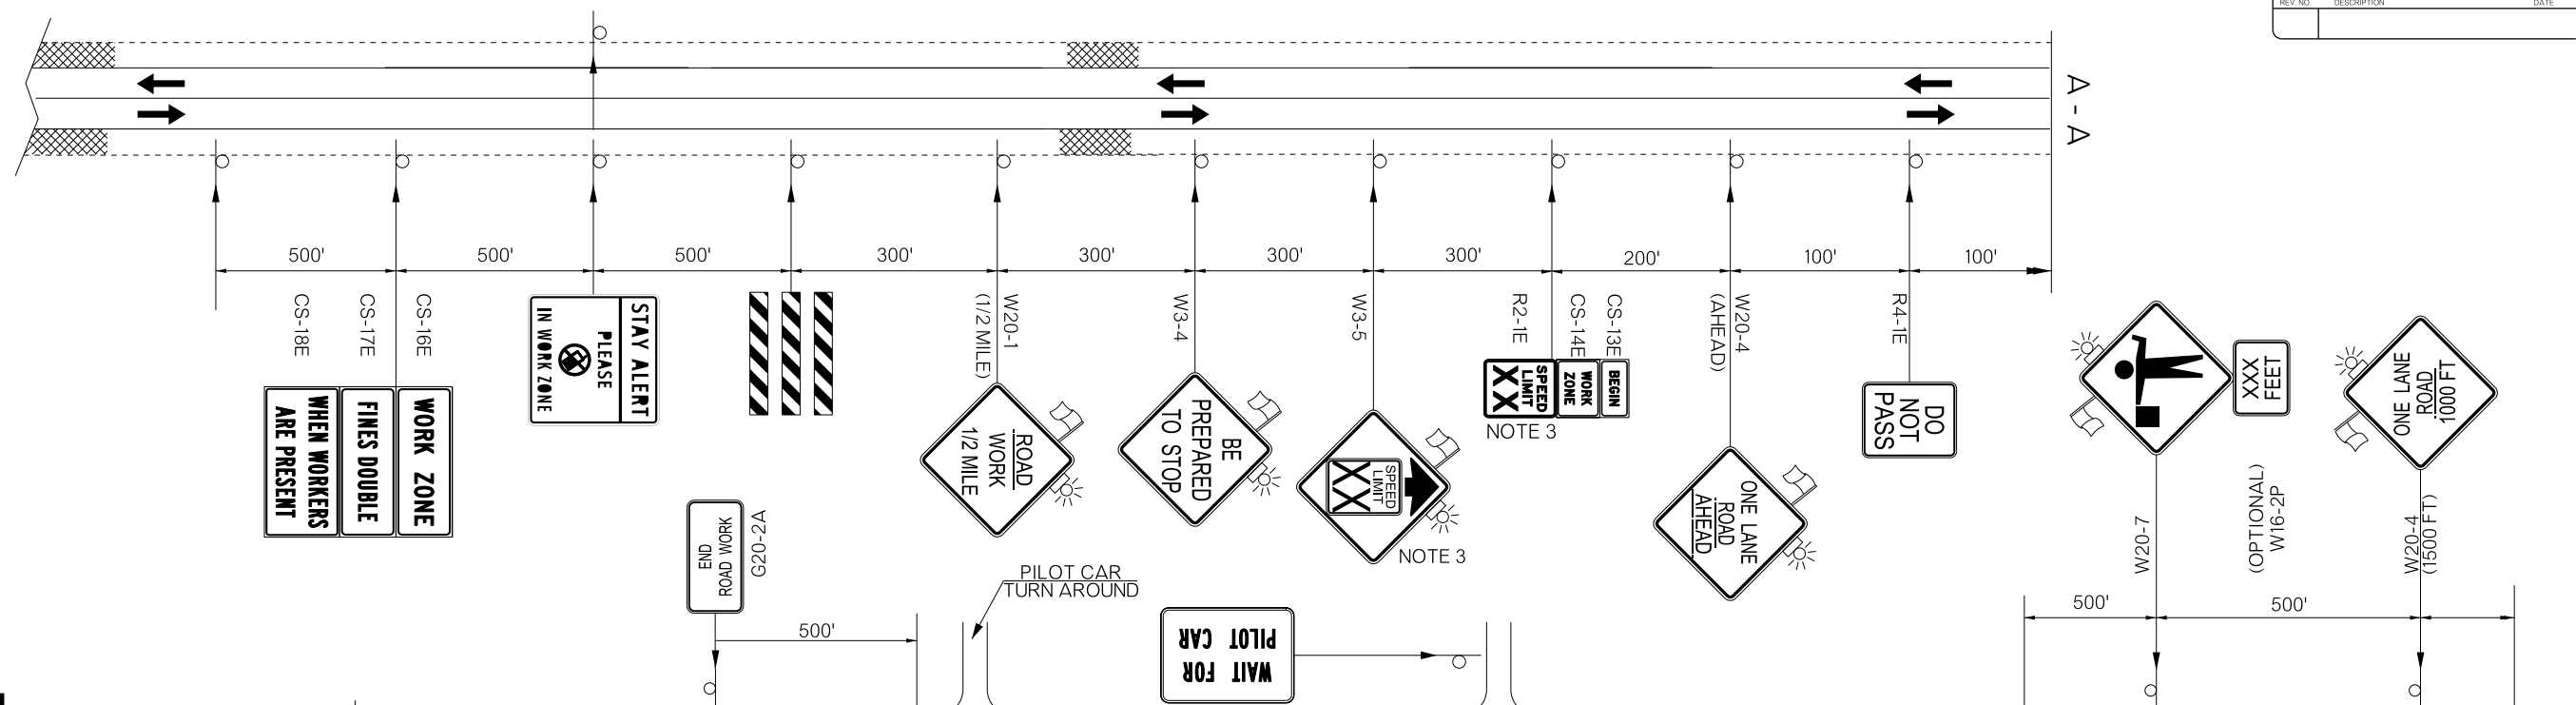 REV. NO. DESCRIPTION DATE
A - A
500' 500' 500' 300' 300' 300' 300' 200' 100' 100'
CS-18E
CS-17E
CS-16E
WORK ZONE
FINES DOUBLE
WHEN WORKERS
ARE PRESENT
STAY ALERT
PLEASE
IN WORK ZONE
W20-1
(1/2 MILE)
ROAD
WORK
1/2 MILE
W3-4
BE
PREPARED
TO STOP
W3-5
SPEED
LIMIT
XX
NOTE 3
R2-1E
CS-14E
CS-13E
BEGIN
WORK
ZONE
SPEED
LIMIT
XX
NOTE 3
W20-4
(AHEAD)
ONE LANE
ROAD
AHEAD
R4-1E
DO
NOT
PASS
XXXX
FEET
W20-7
(OPTIONAL)
W16-2P
ONE LANE
ROAD
1000 FT
W20-4
(1500 FT)
500' 500'
END
ROAD WORK
G20-2A
500'
PILOT CAR
TURN AROUND
WAIT FOR
PILOT CAR